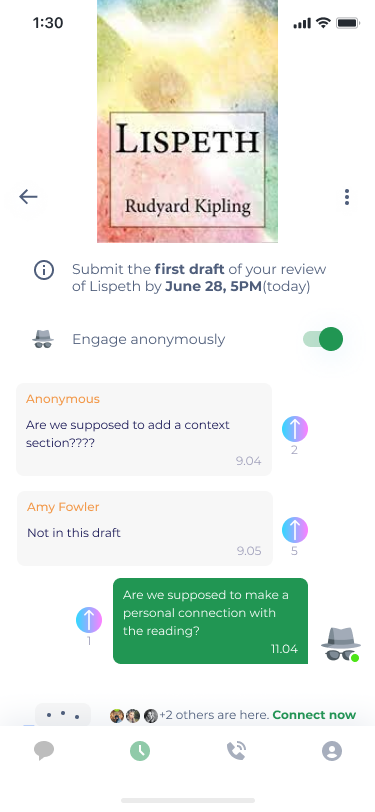 1:30
LISPETH
Rudyard Kipling
Submit the first draft of your review
of Lispeth by June 28, 5PM(today)
Engage anonymously
Anonymous
Are we supposed to add a context
section????
9.04
2
Amy Fowler
Not in this draft
9.05
5
Are we supposed to make a
personal connection with
the reading?
11.04
1
+2 others are here. Connect now